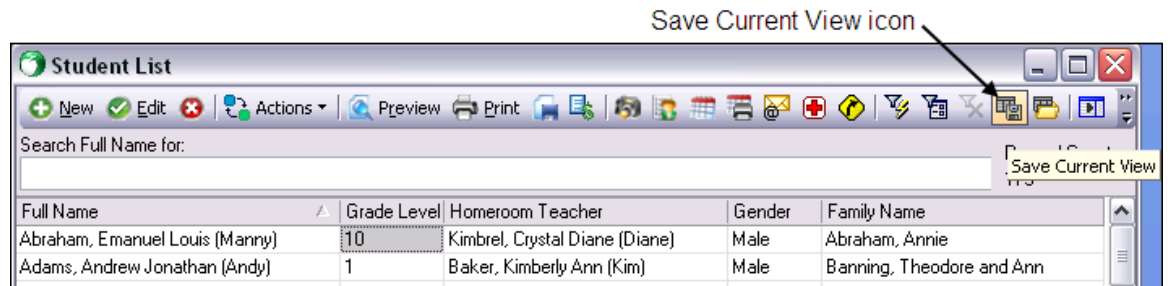 Save Current View icon
Student List
New Edit Actions Preview Print
Search Full Name for:
Save Current View
Full Name Grade Level Homeroom Teacher Gender Family Name
Abraham, Emanuel Louis (Manny) 10 Kimbrel, Crystal Diane (Diane) Male Abraham, Annie
Adams, Andrew Jonathan (Andy) 1 Baker, Kimberly Ann (Kim) Male Banning, Theodore and Ann